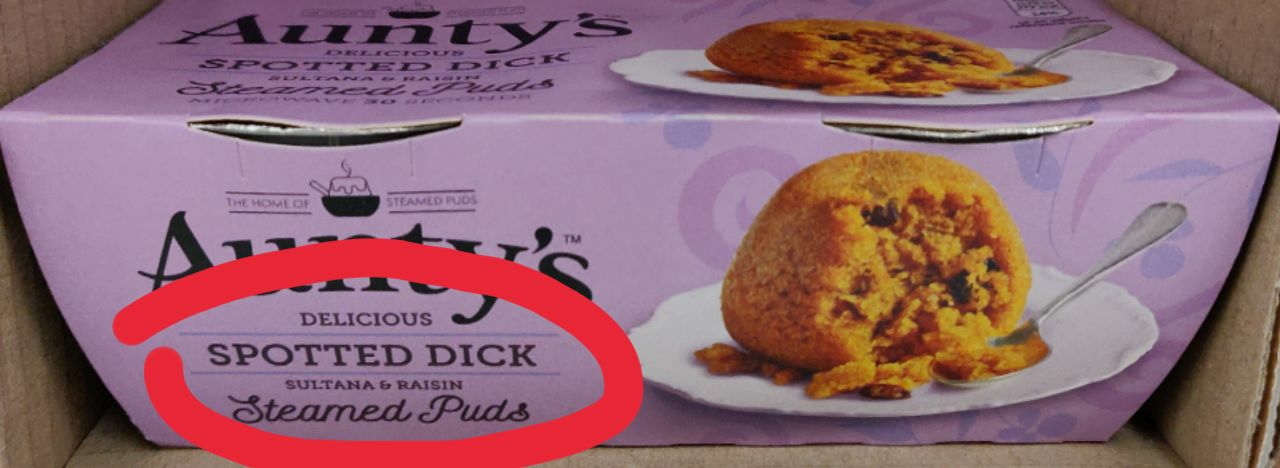 Aunty's
DELICIOUS
SPOTTED DICK
SULTANA & RAISIN
Steamed Puds
MICROWAVE 30 SECONDS
THE HOME OF STEAMED PUDS
Aunty's™
DELICIOUS
SPOTTED DICK
SULTANA & RAISIN
Steamed Puds